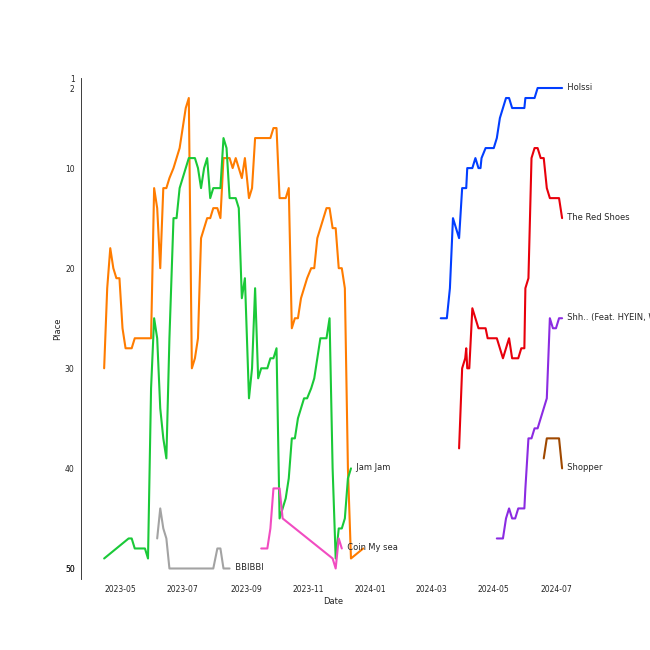 1
2
10
20
30
40
50
Place
Holssi
The Red Shoes
Shh.. (Feat. HYEIN, W
Shopper
Jam Jam
Coin My sea
BBIBBI
2023-05
2023-07
2023-09
2023-11
2024-01
2024-03
2024-05
2024-07
Date